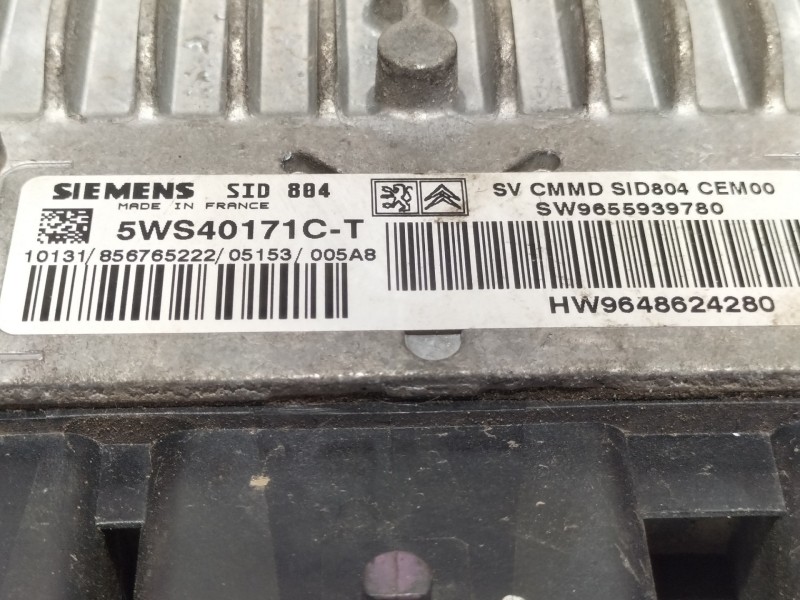 SIEMENS SID 804
MADE IN FRANCE
5WS40171C-T
10131/856765222/05153/005A8
SV CMMD SID804 CEM00
SW9655939780
HW9648624280